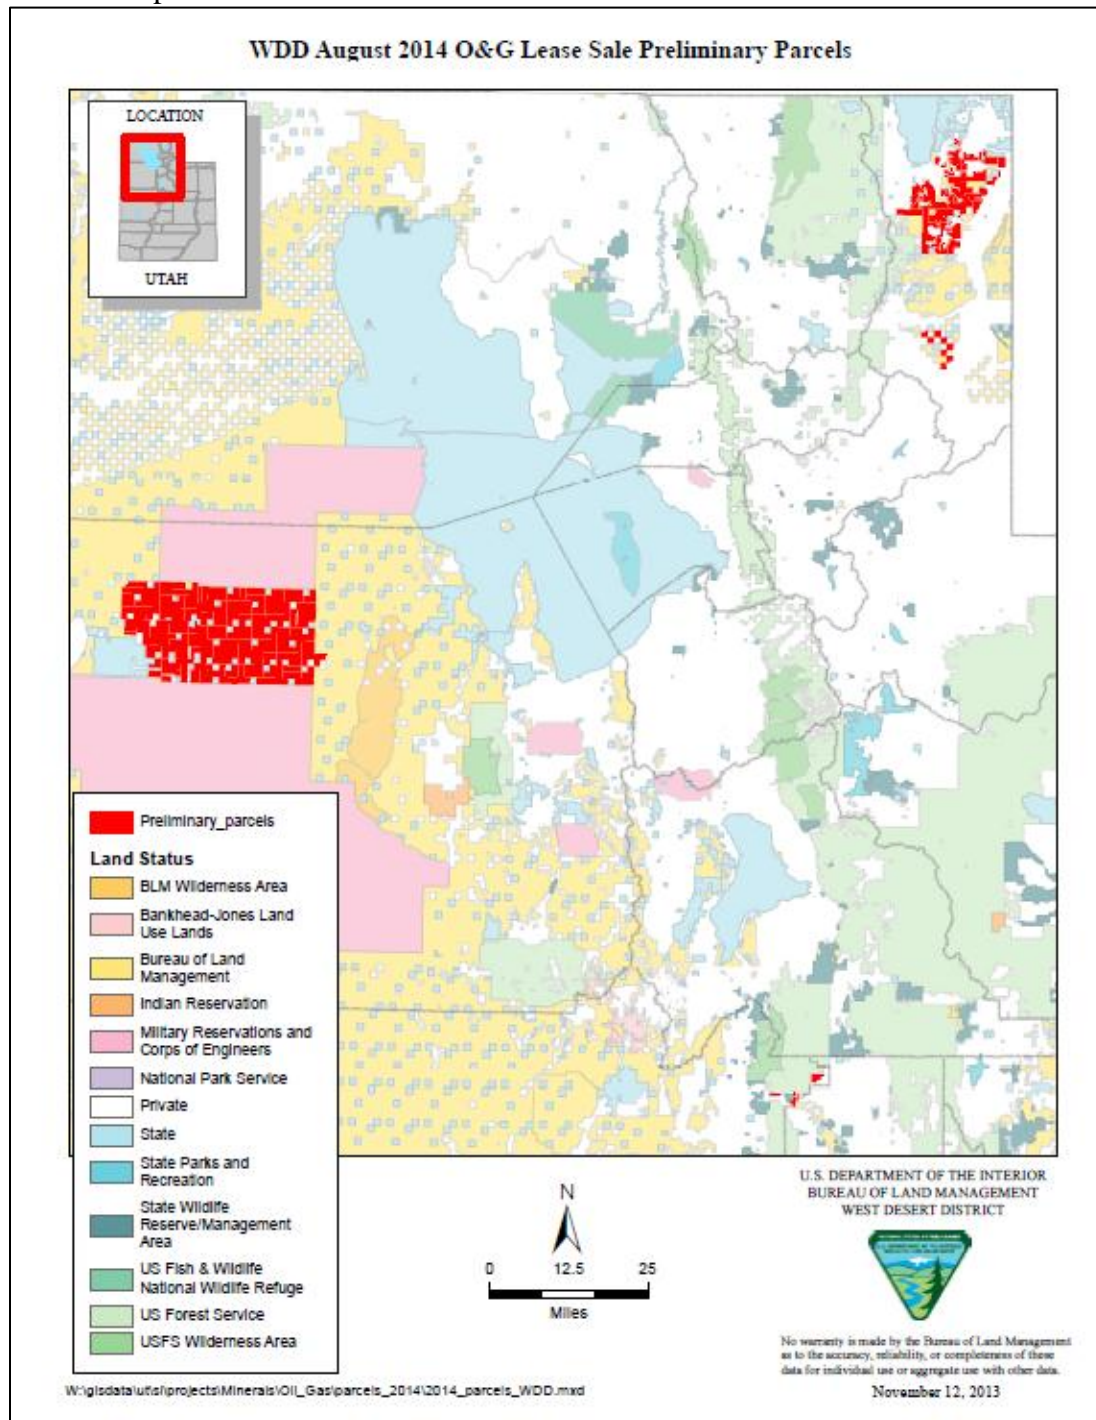 WDD August 2014 O&G Lease Sale Preliminary Parcels
LOCATION
UTAH
Preliminary_parcels
Land Status
BLM Wilderness Area
Bankhead-Jones Land
Use Lands
Bureau of Land
Management
Indian Reservation
Military Reservations and
Corps of Engineers
National Park Service
Private
State
State Parks and
Recreation
State Wildlife
Reserve/Management
Area
US Fish & Wildlife
National Wildlife Refuge
US Forest Service
USFS Wilderness Area
N
0 12.5 25
Miles
U.S. DEPARTMENT OF THE INTERIOR
BUREAU OF LAND MANAGEMENT
WEST DESERT DISTRICT
No warranty is made by the Bureau of Land Management
as to the accuracy, reliability, or completeness of these
data for individual use or aggregate use with other data.
November 12, 2013
W:\gisdata\ut\sl\projects\Minerals\Oil_Gas\parcels_2014\2014_parcels_WDD.mxd